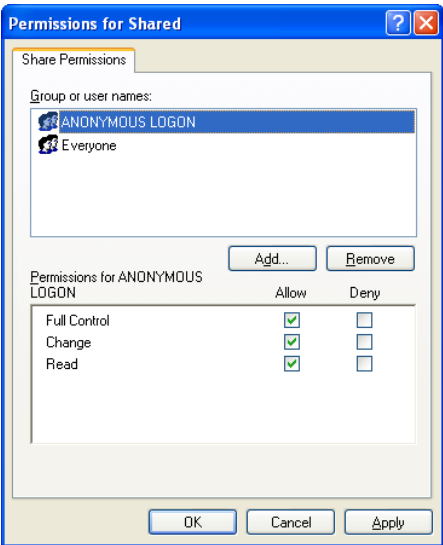 Permissions for Shared
Share Permissions
Group or user names:
ANONYMOUS LOGON
Everyone
Add... Remove
Permissions for ANONYMOUS
LOGON Allow Deny
Full Control
Change
Read
OK Cancel Apply